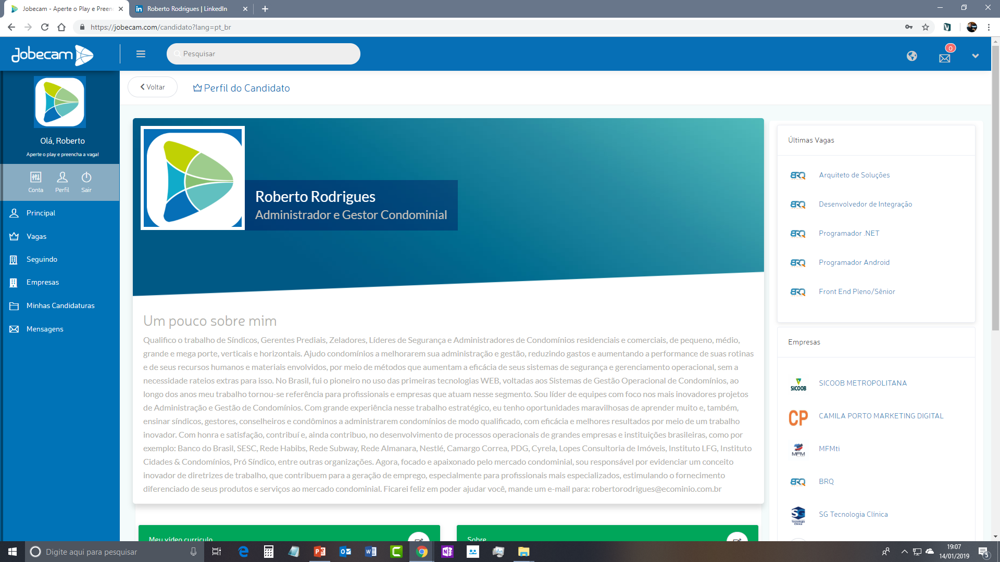 Jobecam - Aperte o Play e Preen
Roberto Rodrigues | LinkedIn
https://jobecam.com/candidato?lang=pt_br
Jobecam
Pesquisar
0
Voltar
Perfil do Candidato
Olá, Roberto
Aperte o play e preencha a vaga!
Conta
Perfil
Sair
Principal
Vagas
Seguindo
Empresas
Minhas Candidaturas
Mensagens
Roberto Rodrigues
Administrador e Gestor Condominial
Um pouco sobre mim
Qualifico o trabalho de Síndicos, Gerentes Prediais, Zeladores, Líderes de Segurança e Administradores de Condomínios residenciais e comerciais, de pequeno, médio,
grande e mega porte, verticais e horizontais. Ajudo condomínios a melhorarem sua administração e gestão, reduzindo gastos e aumentando a performance de suas rotinas
e de seus recursos humanos e materiais envolvidos, por meio de métodos que aumentam a eficácia de seus sistemas de segurança e gerenciamento operacional, sem a
necessidade rateios extras para isso. No Brasil, fui o pioneiro no uso das primeiras tecnologias WEB, voltadas aos Sistemas de Gestão Operacional de Condomínios, ao
longo dos anos meu trabalho tornou-se referência para profissionais e empresas que atuam nesse segmento. Sou líder de equipes com foco nos mais inovadores projetos
de Administração e Gestão de Condomínios. Com grande experiência nesse trabalho estratégico, eu tenho oportunidades maravilhosas de aprender muito e, também,
ensinar síndicos, gestores, conselheiros e condôminos a administrarem condomínios de modo qualificado, com eficácia e melhores resultados por meio de um trabalho
inovador. Com honra e satisfação, contribuí e, ainda contribuo, no desenvolvimento de processos operacionais de grandes empresas e instituições brasileiras, como por
exemplo: Banco do Brasil, SESC, Rede Habibs, Rede Subway, Rede Almanara, Nestlé, Camargo Correa, PDG, Cyrela, Lopes Consultoria de Imóveis, Instituto LFG, Instituto
Cidades & Condomínios, Pró Síndico, entre outras organizações. Agora, focado e apaixonado pelo mercado condominial, sou responsável por evidenciar um conceito
inovador de diretrizes de trabalho, que contribuem para a geração de emprego, especialmente para profissionais mais especializados, estimulando o fornecimento
diferenciado de seus produtos e serviços ao mercado condominial. Ficarei feliz em poder ajudar você, mande um e-mail para: robertorodrigues@ecominio.com.br
Meu vídeo curriculo
Sobre
Últimas Vagas
BRQ Arquiteto de Soluções
BRQ Desenvolvedor de Integração
BRQ Programador .NET
BRQ Programador Android
BRQ Front End Pleno/Sênior
Empresas
SICOOB SICOOB METROPOLITANA
CP CAMILA PORTO MARKETING DIGITAL
MFM MFMti
BRQ BRQ
SG Tecnologia Clínica SG Tecnologia Clínica
Digite aqui para pesquisar
19:07
14/01/2019
5